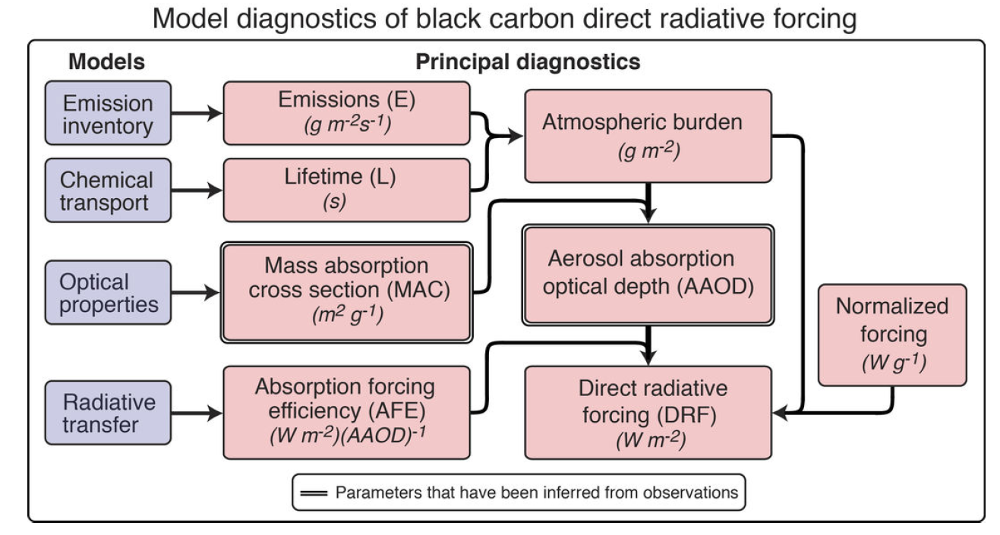 Model diagnostics of black carbon direct radiative forcing
Models
Principal diagnostics
Emission
inventory
Emissions (E)
(g m-2s-1)
Atmospheric burden
(g m-2)
Chemical
transport
Lifetime (L)
(s)
Optical
properties
Mass absorption
cross section (MAC)
(m2 g-1)
Aerosol absorption
optical depth (AAOD)
Normalized
forcing
(W g-1)
Radiative
transfer
Absorption forcing
efficiency (AFE)
(W m-2)(AAOD)-1
Direct radiative
forcing (DRF)
(W m-2)
Parameters that have been inferred from observations